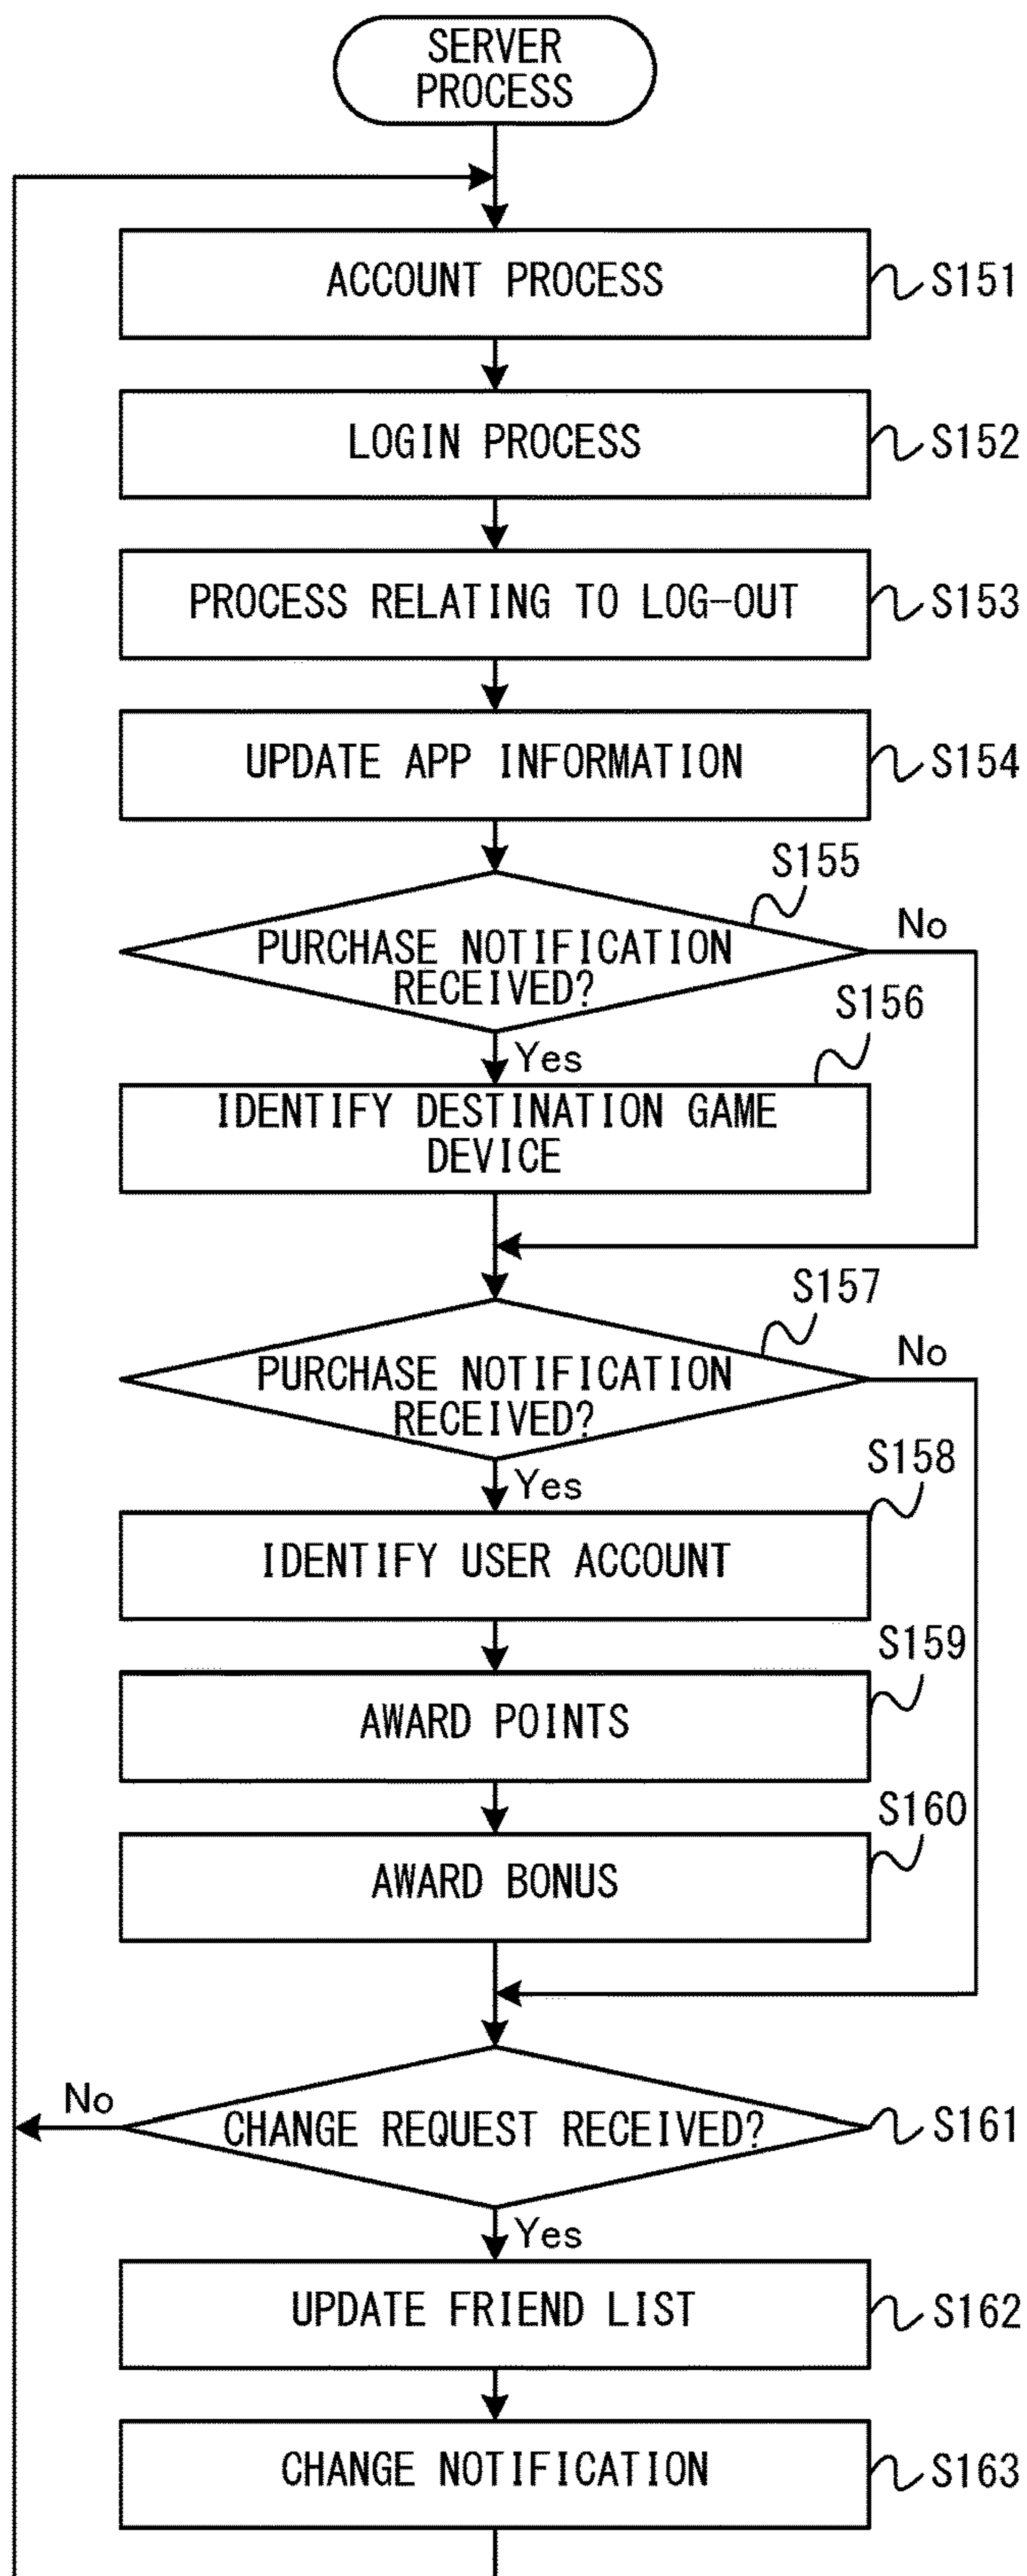 SERVER
PROCESS
ACCOUNT PROCESS
S151
LOGIN PROCESS
S152
PROCESS RELATING TO LOG-OUT
S153
UPDATE APP INFORMATION
S154
S155
PURCHASE NOTIFICATION
RECEIVED?
No
Yes
S156
IDENTIFY DESTINATION GAME
DEVICE
S157
PURCHASE NOTIFICATION
RECEIVED?
No
Yes
S158
IDENTIFY USER ACCOUNT
S159
AWARD POINTS
S160
AWARD BONUS
No
CHANGE REQUEST RECEIVED?
S161
Yes
UPDATE FRIEND LIST
S162
CHANGE NOTIFICATION
S163